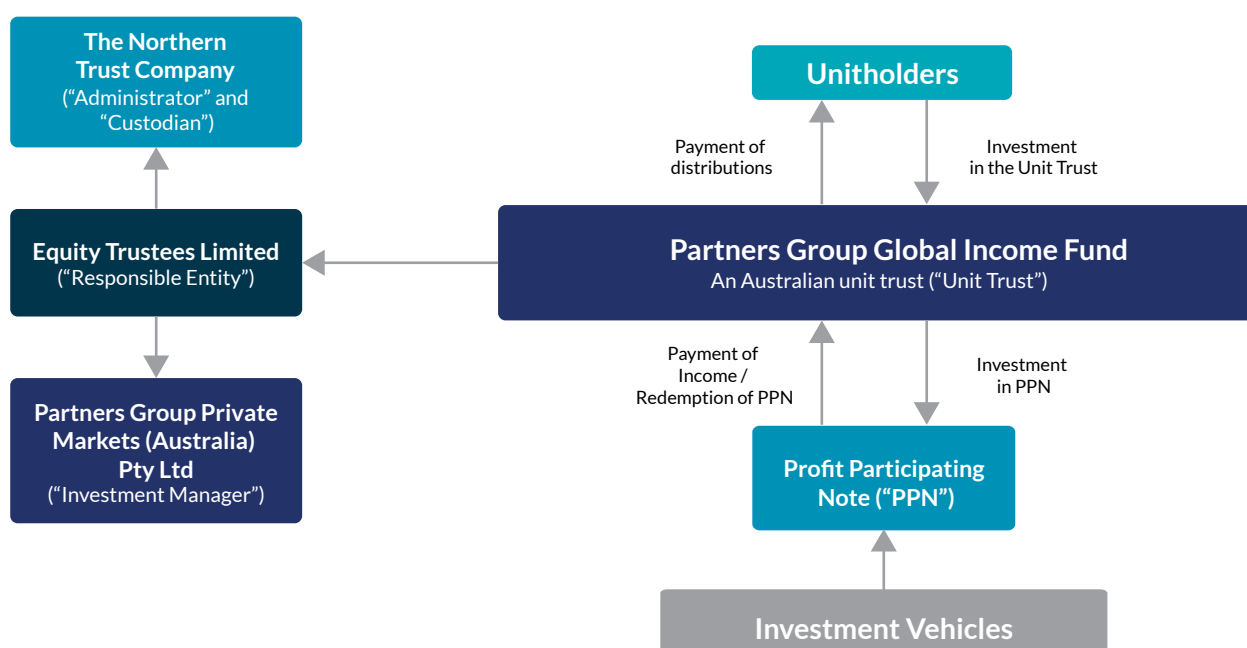 The Northern
Trust Company
(“Administrator” and
“Custodian”)
Equity Trustees Limited
(“Responsible Entity”)
Partners Group Private
Markets (Australia)
Pty Ltd
(“Investment Manager”)
Unitholders
Payment of
distributions
Investment
in the Unit Trust
Partners Group Global Income Fund
An Australian unit trust (“Unit Trust”)
Payment of
Income /
Redemption of PPN
Investment
in PPN
Profit Participating
Note (“PPN”)
Investment Vehicles